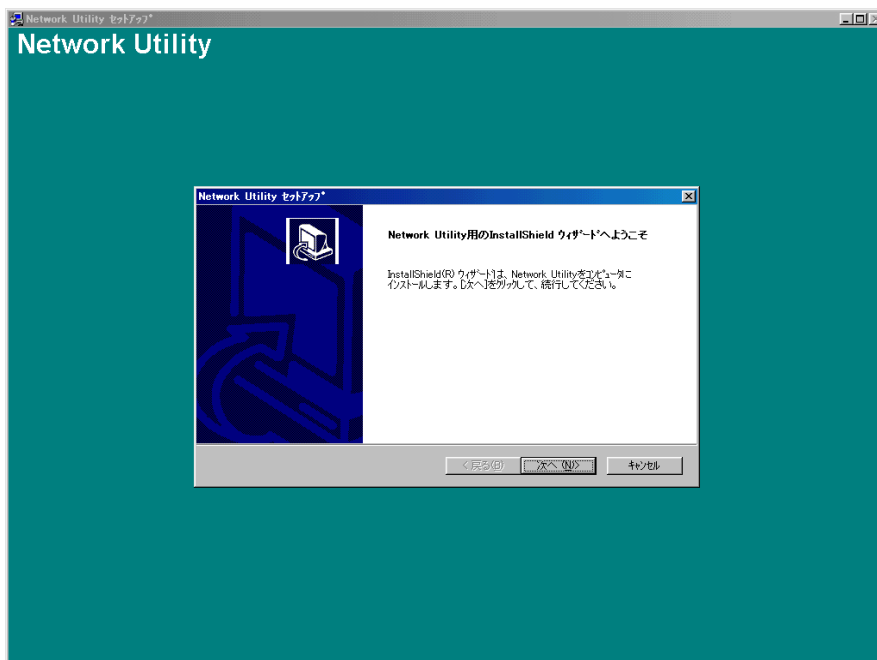 Network Utility ｾｯﾄｱｯﾌﾟ
Network Utility
Network Utility ｾｯﾄｱｯﾌﾟ
Network Utility用のInstallShield ｳｨｻﾞｰﾄﾞへようこそ
InstallShield(R) ｳｨｻﾞｰﾄﾞは、Network Utilityをｺﾝﾋﾟｭｰﾀに
ｲﾝｽﾄｰﾙします。[次へ]をｸﾘｯｸして、続行してください。
< 戻る(B)
次へ (N)>
ｷｬﾝｾﾙ